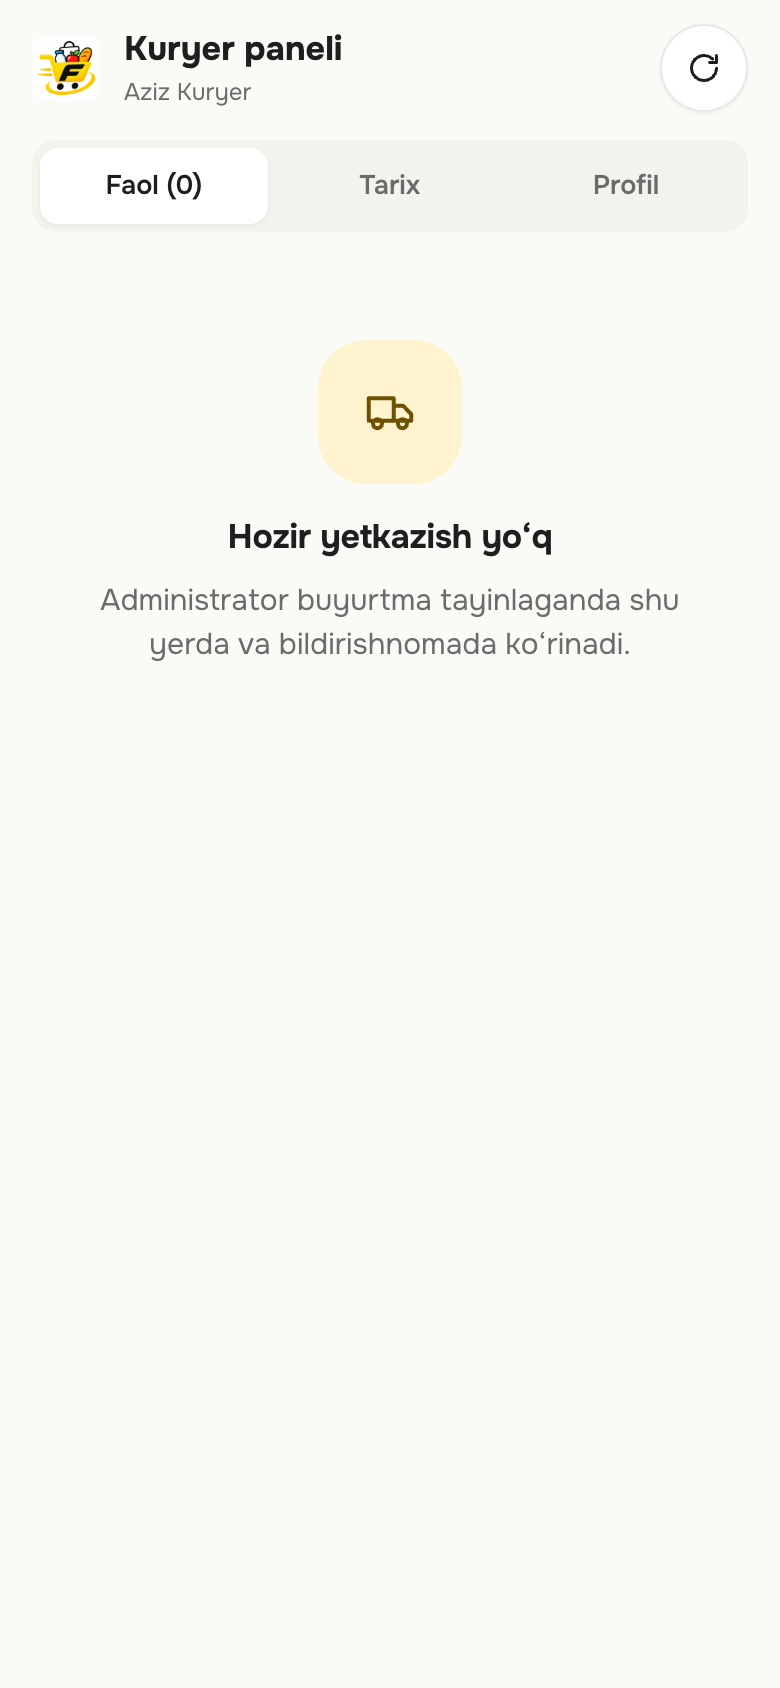 Kuryer paneli
Aziz Kuryer
F
Faol (0)
Tarix
Profil
Hozir yetkazish yo‘q
Administrator buyurtma tayinlaganda shu
yerda va bildirishnomada ko‘rinadi.